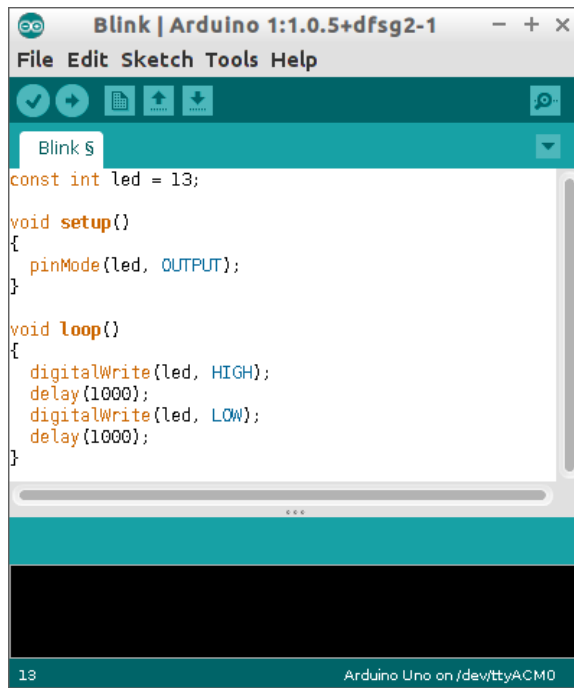 Blink | Arduino 1:1.0.5+dfsg2-1
File Edit Sketch Tools Help
Blink §
const int led = 13;
void setup()
{
  pinMode(led, OUTPUT);
}
void loop()
{
  digitalWrite(led, HIGH);
  delay(1000);
  digitalWrite(led, LOW);
  delay(1000);
}
13 Arduino Uno on /dev/ttyACM0